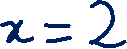 x = 2